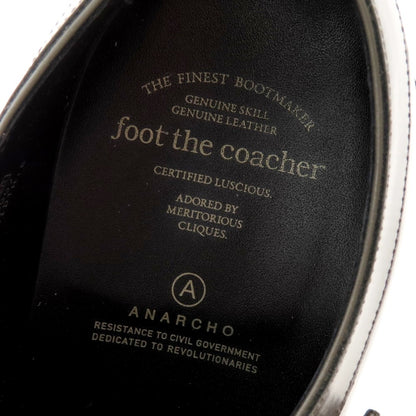 THE FINEST BOOTMAKER
GENUINE SKILL
GENUINE LEATHER
foot the coacher
CERTIFIED LUSCIOUS.
ADORED BY
MERITORIOUS
CLIQUES.
A
ANARCHO
RESISTANCE TO CIVIL GOVERNMENT
DEDICATED TO REVOLUTIONARIES